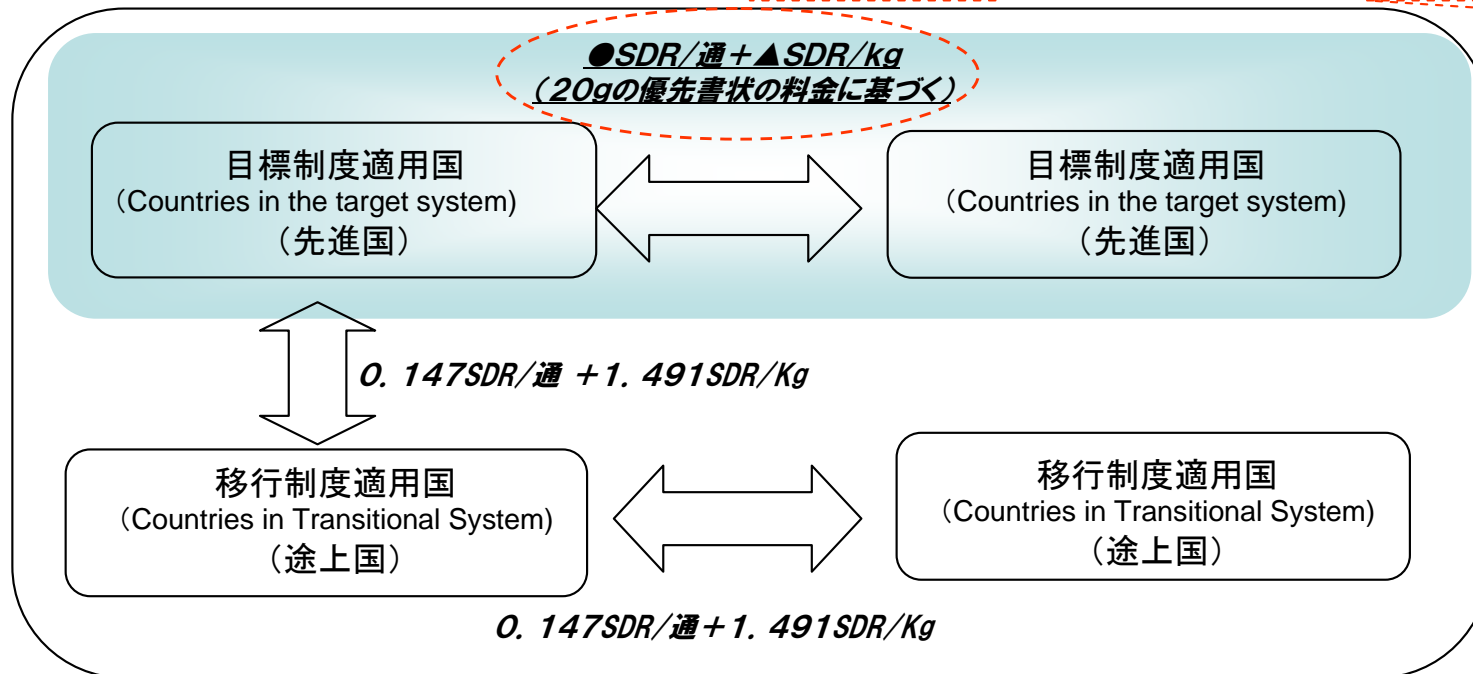 ●SDR/通+▲SDR/kg
(20gの優先書状の料金に基づく)
目標制度適用国
(Countries in the target system)
(先進国)
目標制度適用国
(Countries in the target system)
(先進国)
0.147SDR/通 +1.491SDR/Kg
移行制度適用国
(Countries in Transitional System)
(途上国)
移行制度適用国
(Countries in Transitional System)
(途上国)
0.147SDR/通+1.491SDR/Kg